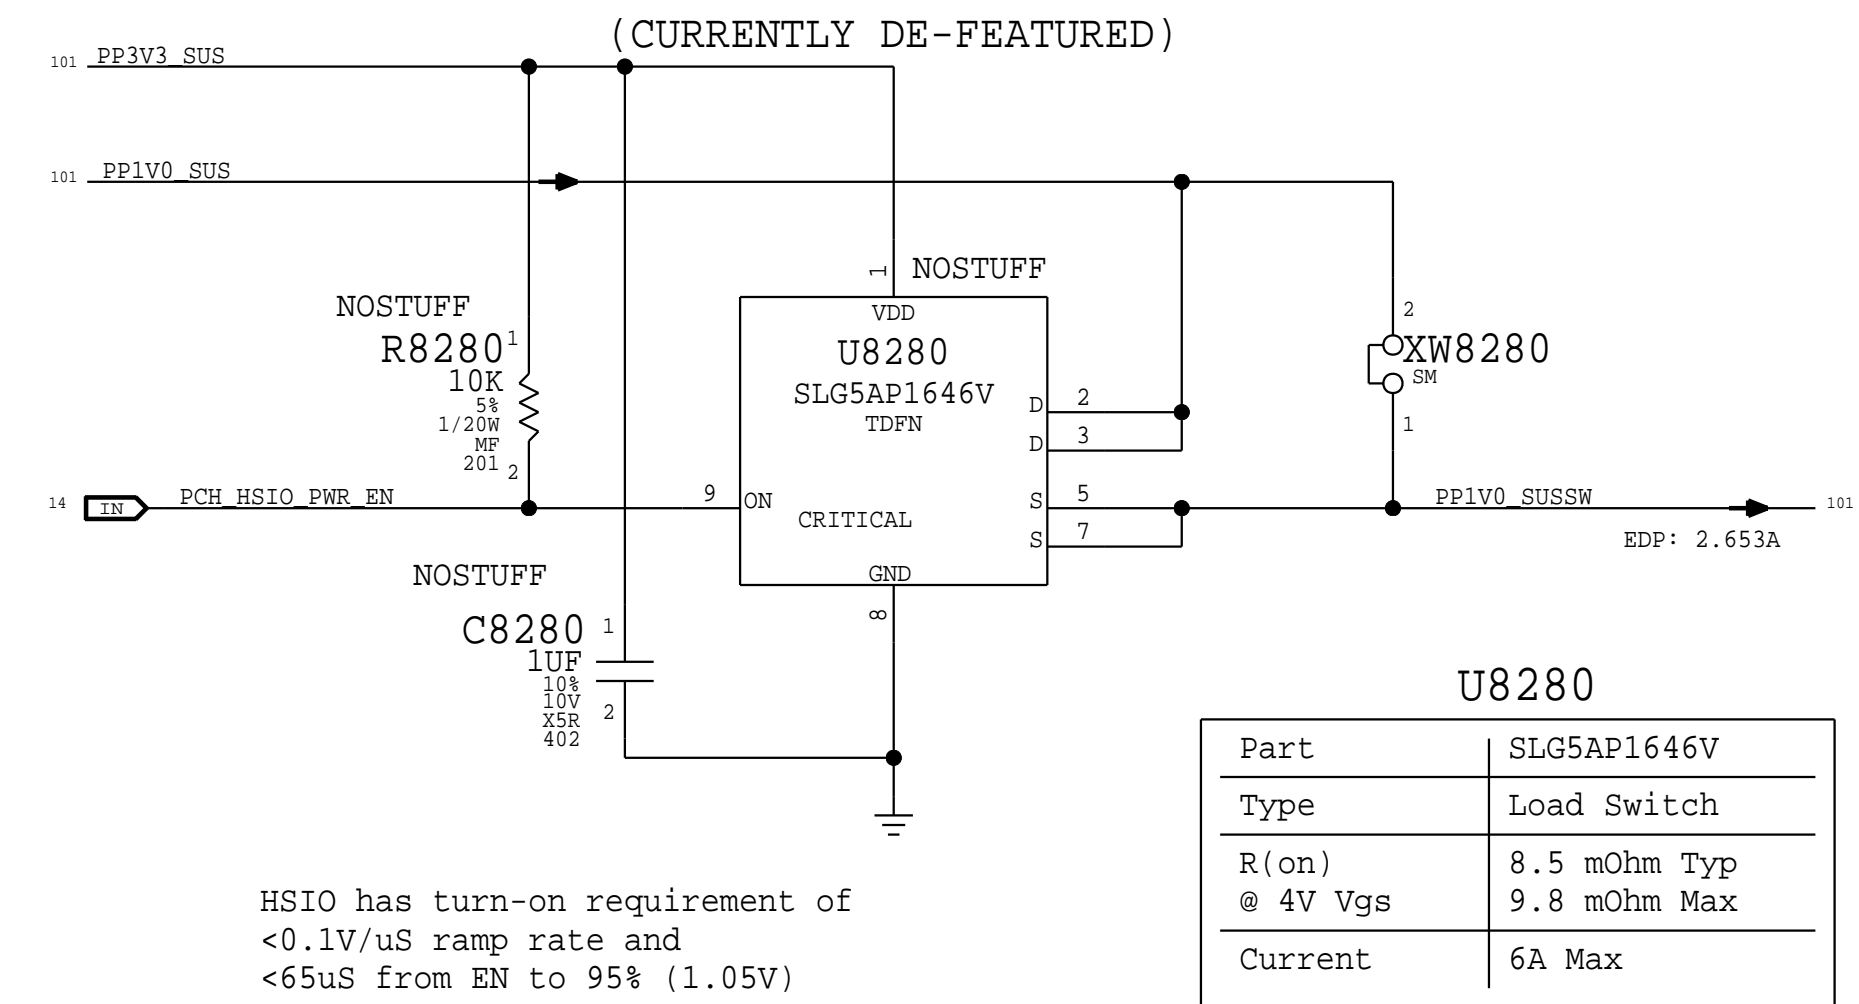 (CURRENTLY DE-FEATURED)
101 PP3V3_SUS
101 PP1V0_SUS
NOSTUFF
R8280 1
10K
5%
1/20W
MF
201 2
1 NOSTUFF
VDD
U8280
SLG5AP1646V
TDFN
D 2
D 3
S 5
S 7
9 ON
CRITICAL
GND
8
2
XW8280
SM
1
14 IN PCH_HSIO_PWR_EN
PP1V0_SUSSW 101
EDP: 2.653A
NOSTUFF
C8280 1
1UF
10%
10V
X5R
402
2
U8280
Part SLG5AP1646V
Type Load Switch
R(on) 8.5 mOhm Typ
@ 4V Vgs 9.8 mOhm Max
Current 6A Max
HSIO has turn-on requirement of
<0.1V/uS ramp rate and
<65uS from EN to 95% (1.05V)